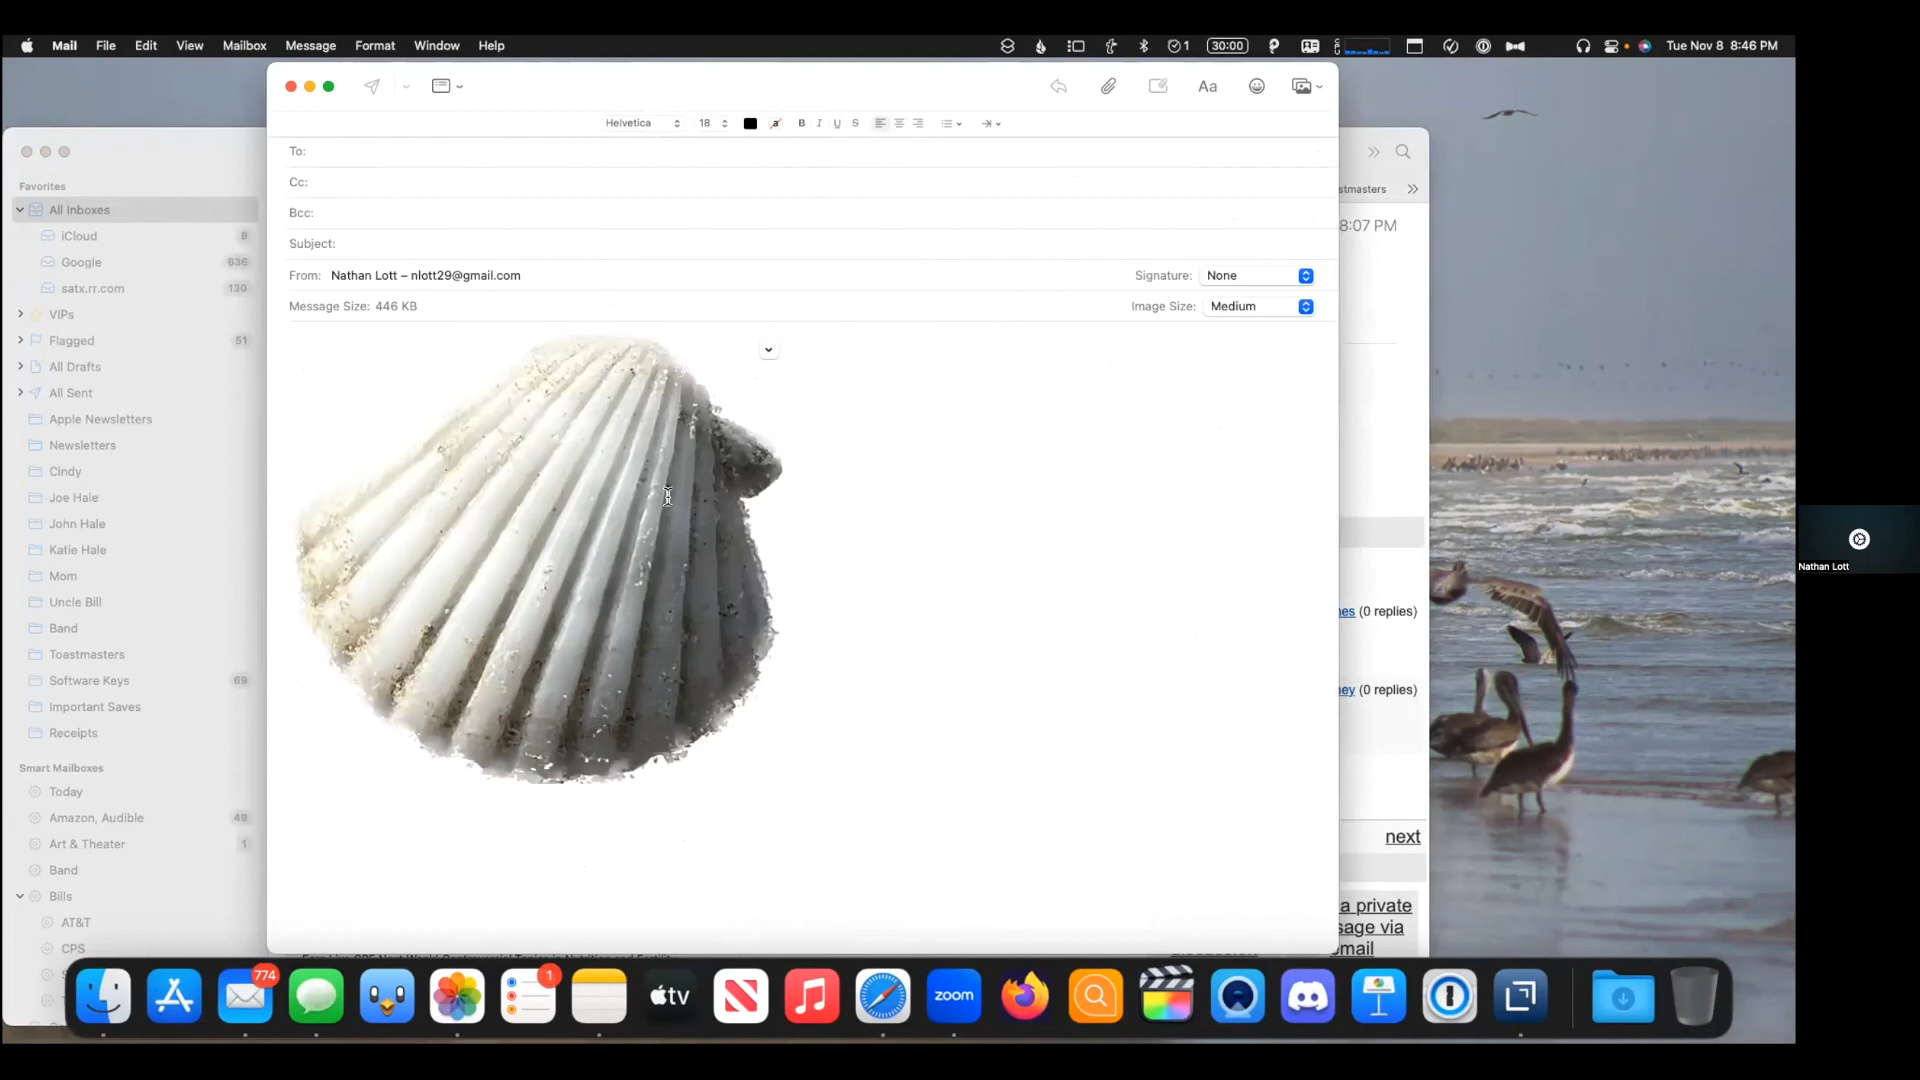 Mail File Edit View Mailbox Message Format Window Help
1 30:00 Tue Nov 8 8:46 PM
Helvetica 18 a B I U S
Aa
To:
Cc:
Bcc:
Subject:
From: Nathan Lott – nlott29@gmail.com Signature: None
Message Size: 446 KB Image Size: Medium
Favorites
All Inboxes
iCloud 8
Google 636
satx.rr.com 130
VIPs
Flagged 51
All Drafts
All Sent
Apple Newsletters
Newsletters
Cindy
Joe Hale
John Hale
Katie Hale
Mom
Uncle Bill
Band
Toastmasters
Software Keys 69
Important Saves
Receipts
Smart Mailboxes
Today
Amazon, Audible 49
Art & Theater 1
Band
Bills
AT&T
CPS
stmasters
8:07 PM
(0 replies)
ey (0 replies)
next
a private
sage via
email
Nathan Lott
774
1
tv
zoom